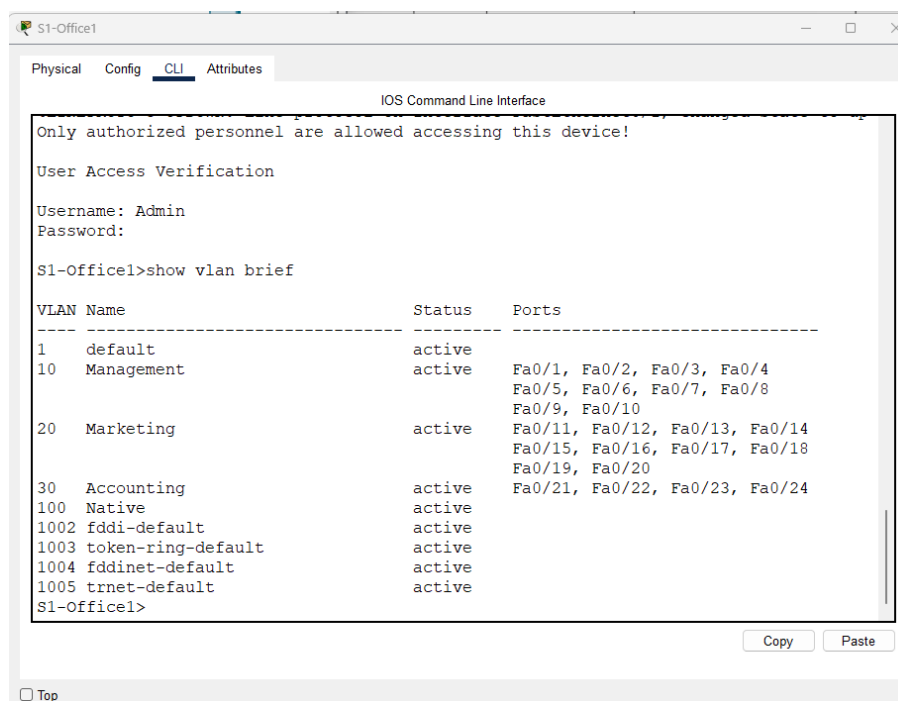 S1-Office1
Physical Config CLI Attributes
IOS Command Line Interface
Only authorized personnel are allowed accessing this device!
User Access Verification
Username: Admin
Password:
S1-Office1>show vlan brief
VLAN Name Status Ports
---- -------------------------------- --------- -------------------------------
1 default active
10 Management active Fa0/1, Fa0/2, Fa0/3, Fa0/4
Fa0/5, Fa0/6, Fa0/7, Fa0/8
Fa0/9, Fa0/10
20 Marketing active Fa0/11, Fa0/12, Fa0/13, Fa0/14
Fa0/15, Fa0/16, Fa0/17, Fa0/18
Fa0/19, Fa0/20
30 Accounting active Fa0/21, Fa0/22, Fa0/23, Fa0/24
100 Native active
1002 fddi-default active
1003 token-ring-default active
1004 fddinet-default active
1005 trnet-default active
S1-Office1>
Copy Paste
Top